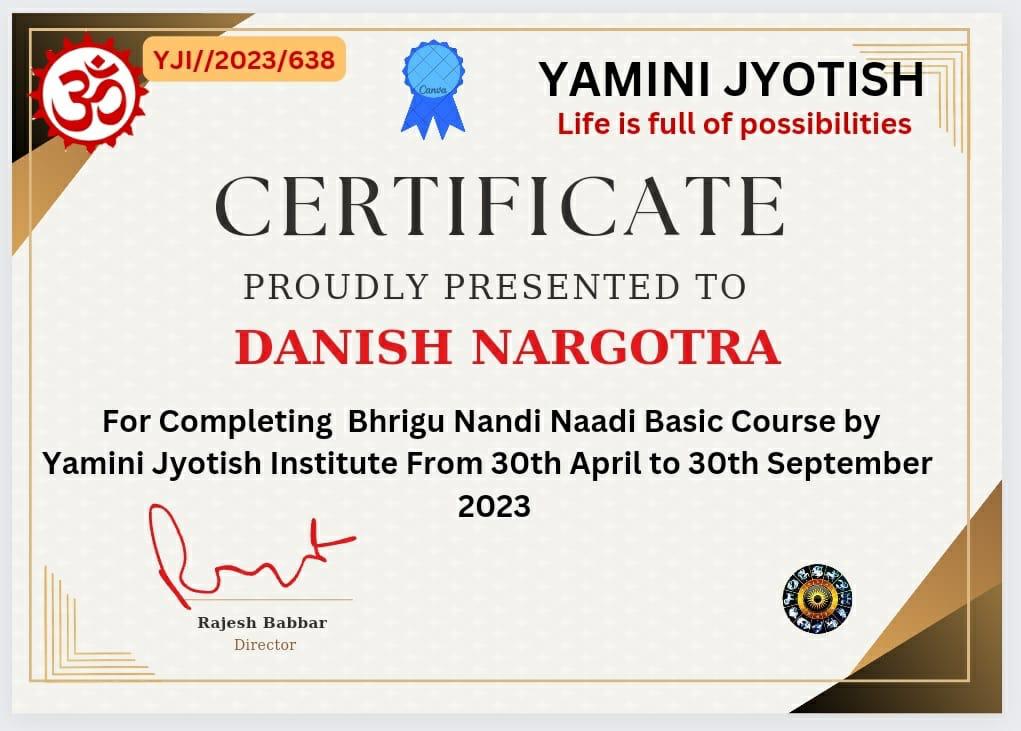 YJI//2023/638
ॐ
Canva
YAMINI JYOTISH
Life is full of possibilities
CERTIFICATE
PROUDLY PRESENTED TO
DANISH NARGOTRA
For Completing Bhrigu Nandi Naadi Basic Course by
Yamini Jyotish Institute From 30th April to 30th September
2023
Rajesh Babbar
Director